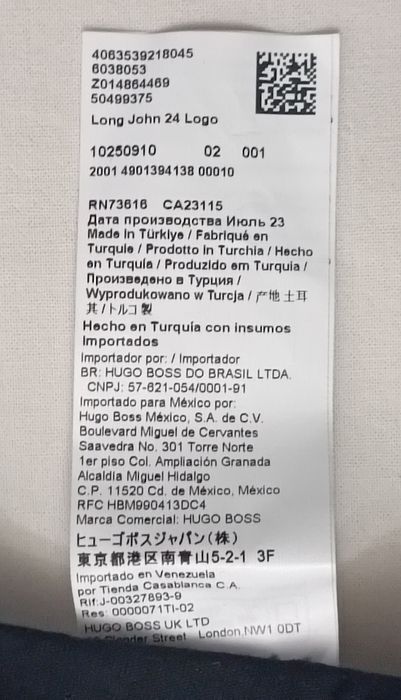 4063539218045
6038053
Z014864469
50499375
Long John 24 Logo
10250910 02 001
2001 4901394138 00010
RN73616 CA23115
Дата производства Июль 23
Made in Türkiye / Fabriqué en
Turquie / Prodotto in Turchia / Hecho
en Turquía / Produzido em Turquia /
Произведено в Турции /
Wyprodukowano w Turcja / 产地 土耳
其 / トルコ製
Hecho en Turquía con insumos
Importados
Importador por: / Importador
BR: HUGO BOSS DO BRASIL LTDA.
CNPJ: 57-621-054/0001-91
Importado para México por:
Hugo Boss México, S.A. de C.V.
Boulevard Miguel de Cervantes
Saavedra No. 301 Torre Norte
1er piso Col. Ampliación Granada
Alcaldia Miguel Hidalgo
C.P. 11520 Cd. de México, México
RFC HBM990413DC4
Marca Comercial: HUGO BOSS
ヒューゴボスジャパン(株)
東京都港区南青山5-2-1 3F
Importado en Venezuela
por Tienda Casablanca C.A.
Rif:J-00327893-9
Res: 0000071TI-02
HUGO BOSS UK LTD
Street London,NW1 0DT